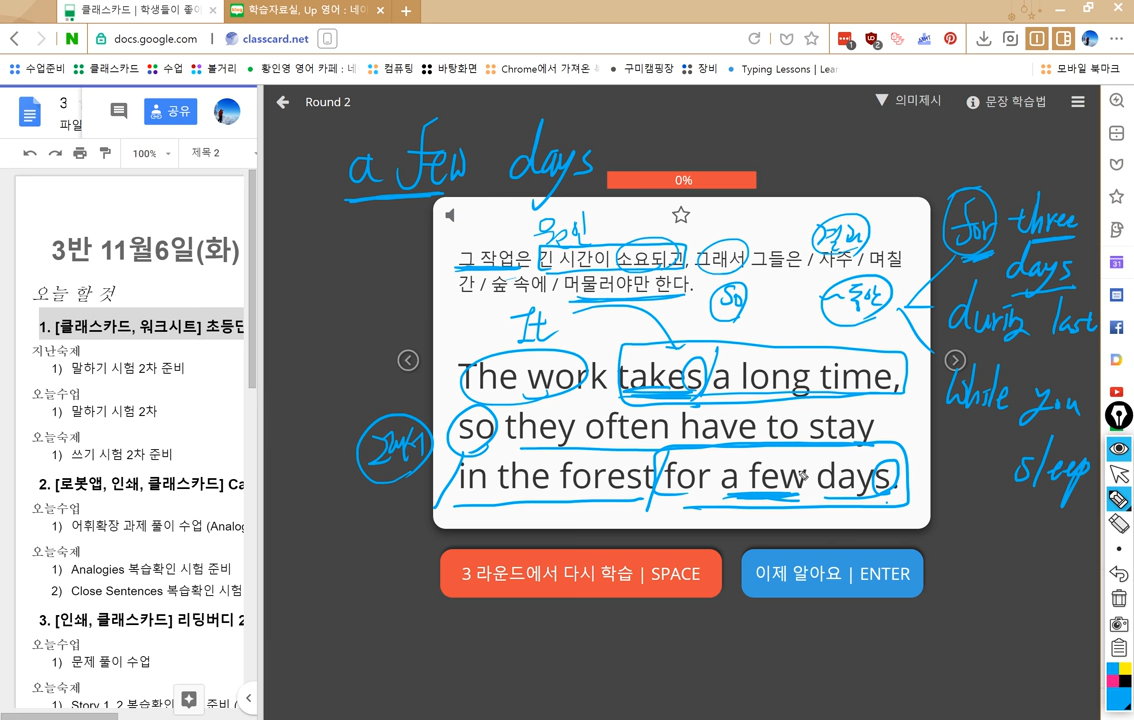 클래스카드 | 학생들이 좋아
학습자료실, Up 영어 : 네이
docs.google.com | classcard.net
수업준비 클래스카드 수업 볼거리 황인영 영어 카페 : 네 컴퓨팅 바탕화면 Chrome에서 가져온 구미캠핑장 장비 Typing Lessons | Lear 모바일 북마크
3
파일
공유
100% 제목 2
3반 11월6일(화)
오늘 할 것
1. [클래스카드, 워크시트] 초등단
지난숙제
1) 말하기 시험 2차 준비
오늘수업
1) 말하기 시험 2차
오늘숙제
1) 쓰기 시험 2차 준비
2. [로봇앱, 인쇄, 클래스카드] Ca
오늘수업
1) 어휘확장 과제 풀이 수업 (Analog
오늘숙제
1) Analogies 복습확인 시험 준비
2) Close Sentences 복습확인 시험
3. [인쇄, 클래스카드] 리딩버디 2
오늘수업
1) 문제 풀이 수업
오늘숙제
1) Story 1, 2 복습확인 준비 (
Round 2
의미제시
문장 학습법
a few days
0%
원인
결과
그 작업은 긴 시간이 소요되고, 그래서 그들은 / 자주 / 며칠
간 / 숲 속에 / 머물러야만 한다.
So
~동안
It
for three
days
during last
while you
sleep
The work takes a long time,
so they often have to stay
in the forest for a few days.
그래서
3 라운드에서 다시 학습 | SPACE
이제 알아요 | ENTER